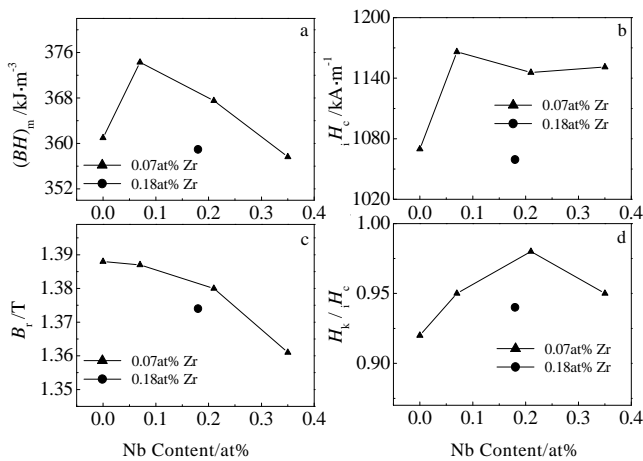 a
376
368
360
352
(BH)m /kJ·m-3
0.07at% Zr
0.18at% Zr
0.0 0.1 0.2 0.3 0.4
b
1200
1140
1080
1020
iHc /kA·m-1
0.07at% Zr
0.18at% Zr
0.0 0.1 0.2 0.3 0.4
c
1.39
1.38
1.37
1.36
1.35
Br /T
0.07at% Zr
0.18at% Zr
0.0 0.1 0.2 0.3 0.4
Nb Content/at%
d
1.00
0.95
0.90
Hk / iHc
0.07at% Zr
0.18at% Zr
0.0 0.1 0.2 0.3 0.4
Nb Content/at%